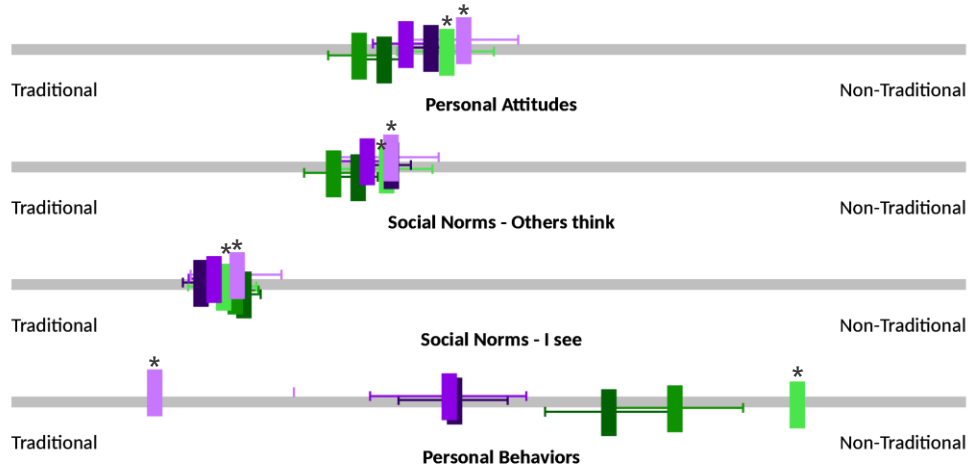 * *
Traditional Non-Traditional
Personal Attitudes
* *
Traditional Non-Traditional
Social Norms - Others think
* *
Traditional Non-Traditional
Social Norms - I see
* *
Traditional Non-Traditional
Personal Behaviors